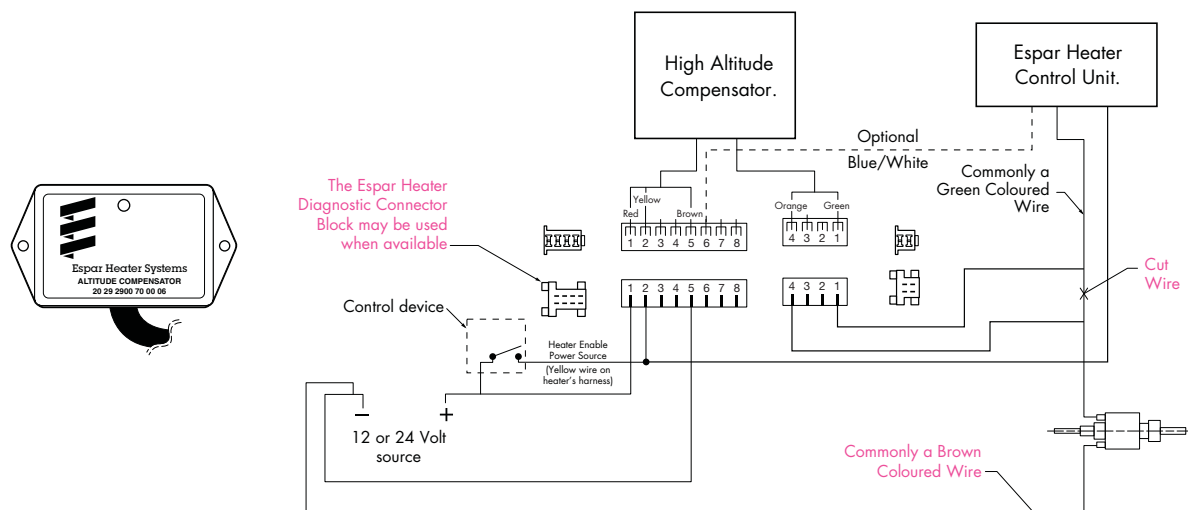 High Altitude
Compensator.
Espar Heater
Control Unit.
Optional
Blue/White
Commonly a
Green Coloured
Wire
The Espar Heater
Diagnostic Connector
Block may be used
when available
Yellow
Red
Brown
1 2 3 4 5 6 7 8
Orange
Green
4 3 2 1
Espar Heater Systems
ALTITUDE COMPENSATOR
20 29 2900 70 00 06
Cut
Wire
1 2 3 4 5 6 7 8
4 3 2 1
Control device
Heater Enable
Power Source
(Yellow wire on
heater's harness)
– +
12 or 24 Volt
source
Commonly a Brown
Coloured Wire